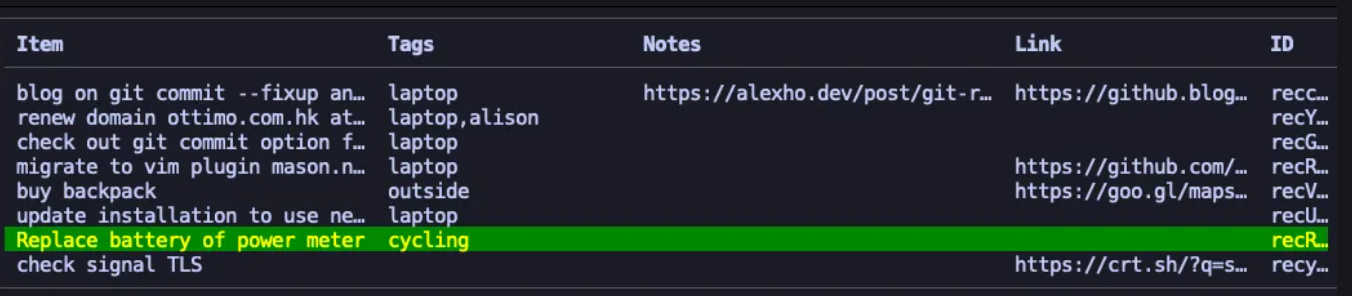 Item Tags Notes Link ID
blog on git commit --fixup an… laptop https://alexho.dev/post/git-r… https://github.blog… recc…
renew domain ottimo.com.hk at… laptop,alison recY…
check out git commit option f… laptop recG…
migrate to vim plugin mason.n… laptop https://github.com/… recR…
buy backpack outside https://goo.gl/maps… recV…
update installation to use ne… laptop recU…
Replace battery of power meter cycling recR…
check signal TLS https://crt.sh/?q=s… recy…